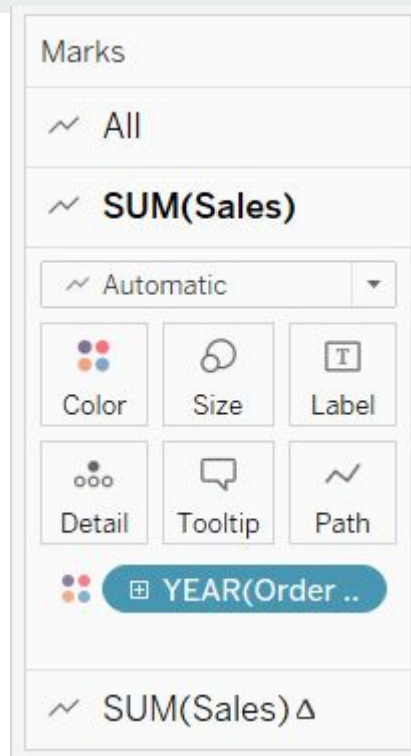 Marks
All
SUM(Sales)
Automatic
Color Size Label
Detail Tooltip Path
YEAR(Order ..
SUM(Sales) Δ